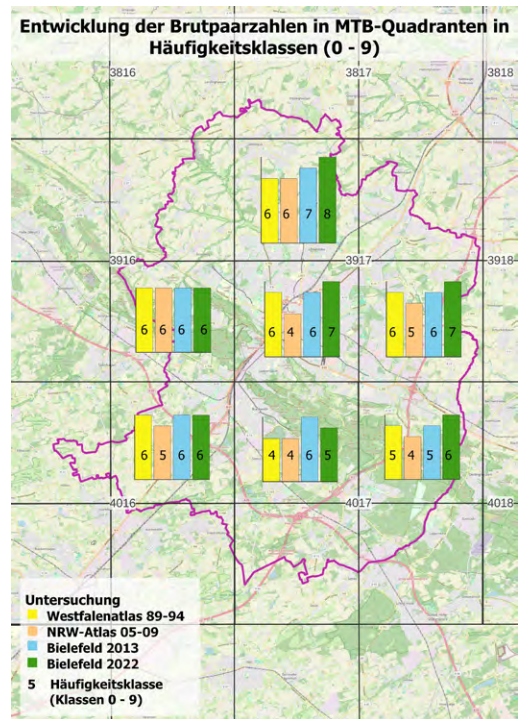 Entwicklung der Brutpaarzahlen in MTB-Quadranten in
Häufigkeitsklassen (0 - 9)
3816 3817 3818
6 6 7 8
3916 3917 3918
6 6 6 6
6 4 6 7
6 5 6 7
6 5 6 6
4 4 6 5
5 4 5 6
4016 4017 4018
Untersuchung
Westfalenatlas 89-94
NRW-Atlas 05-09
Bielefeld 2013
Bielefeld 2022
5 Häufigkeitsklasse
(Klassen 0 - 9)